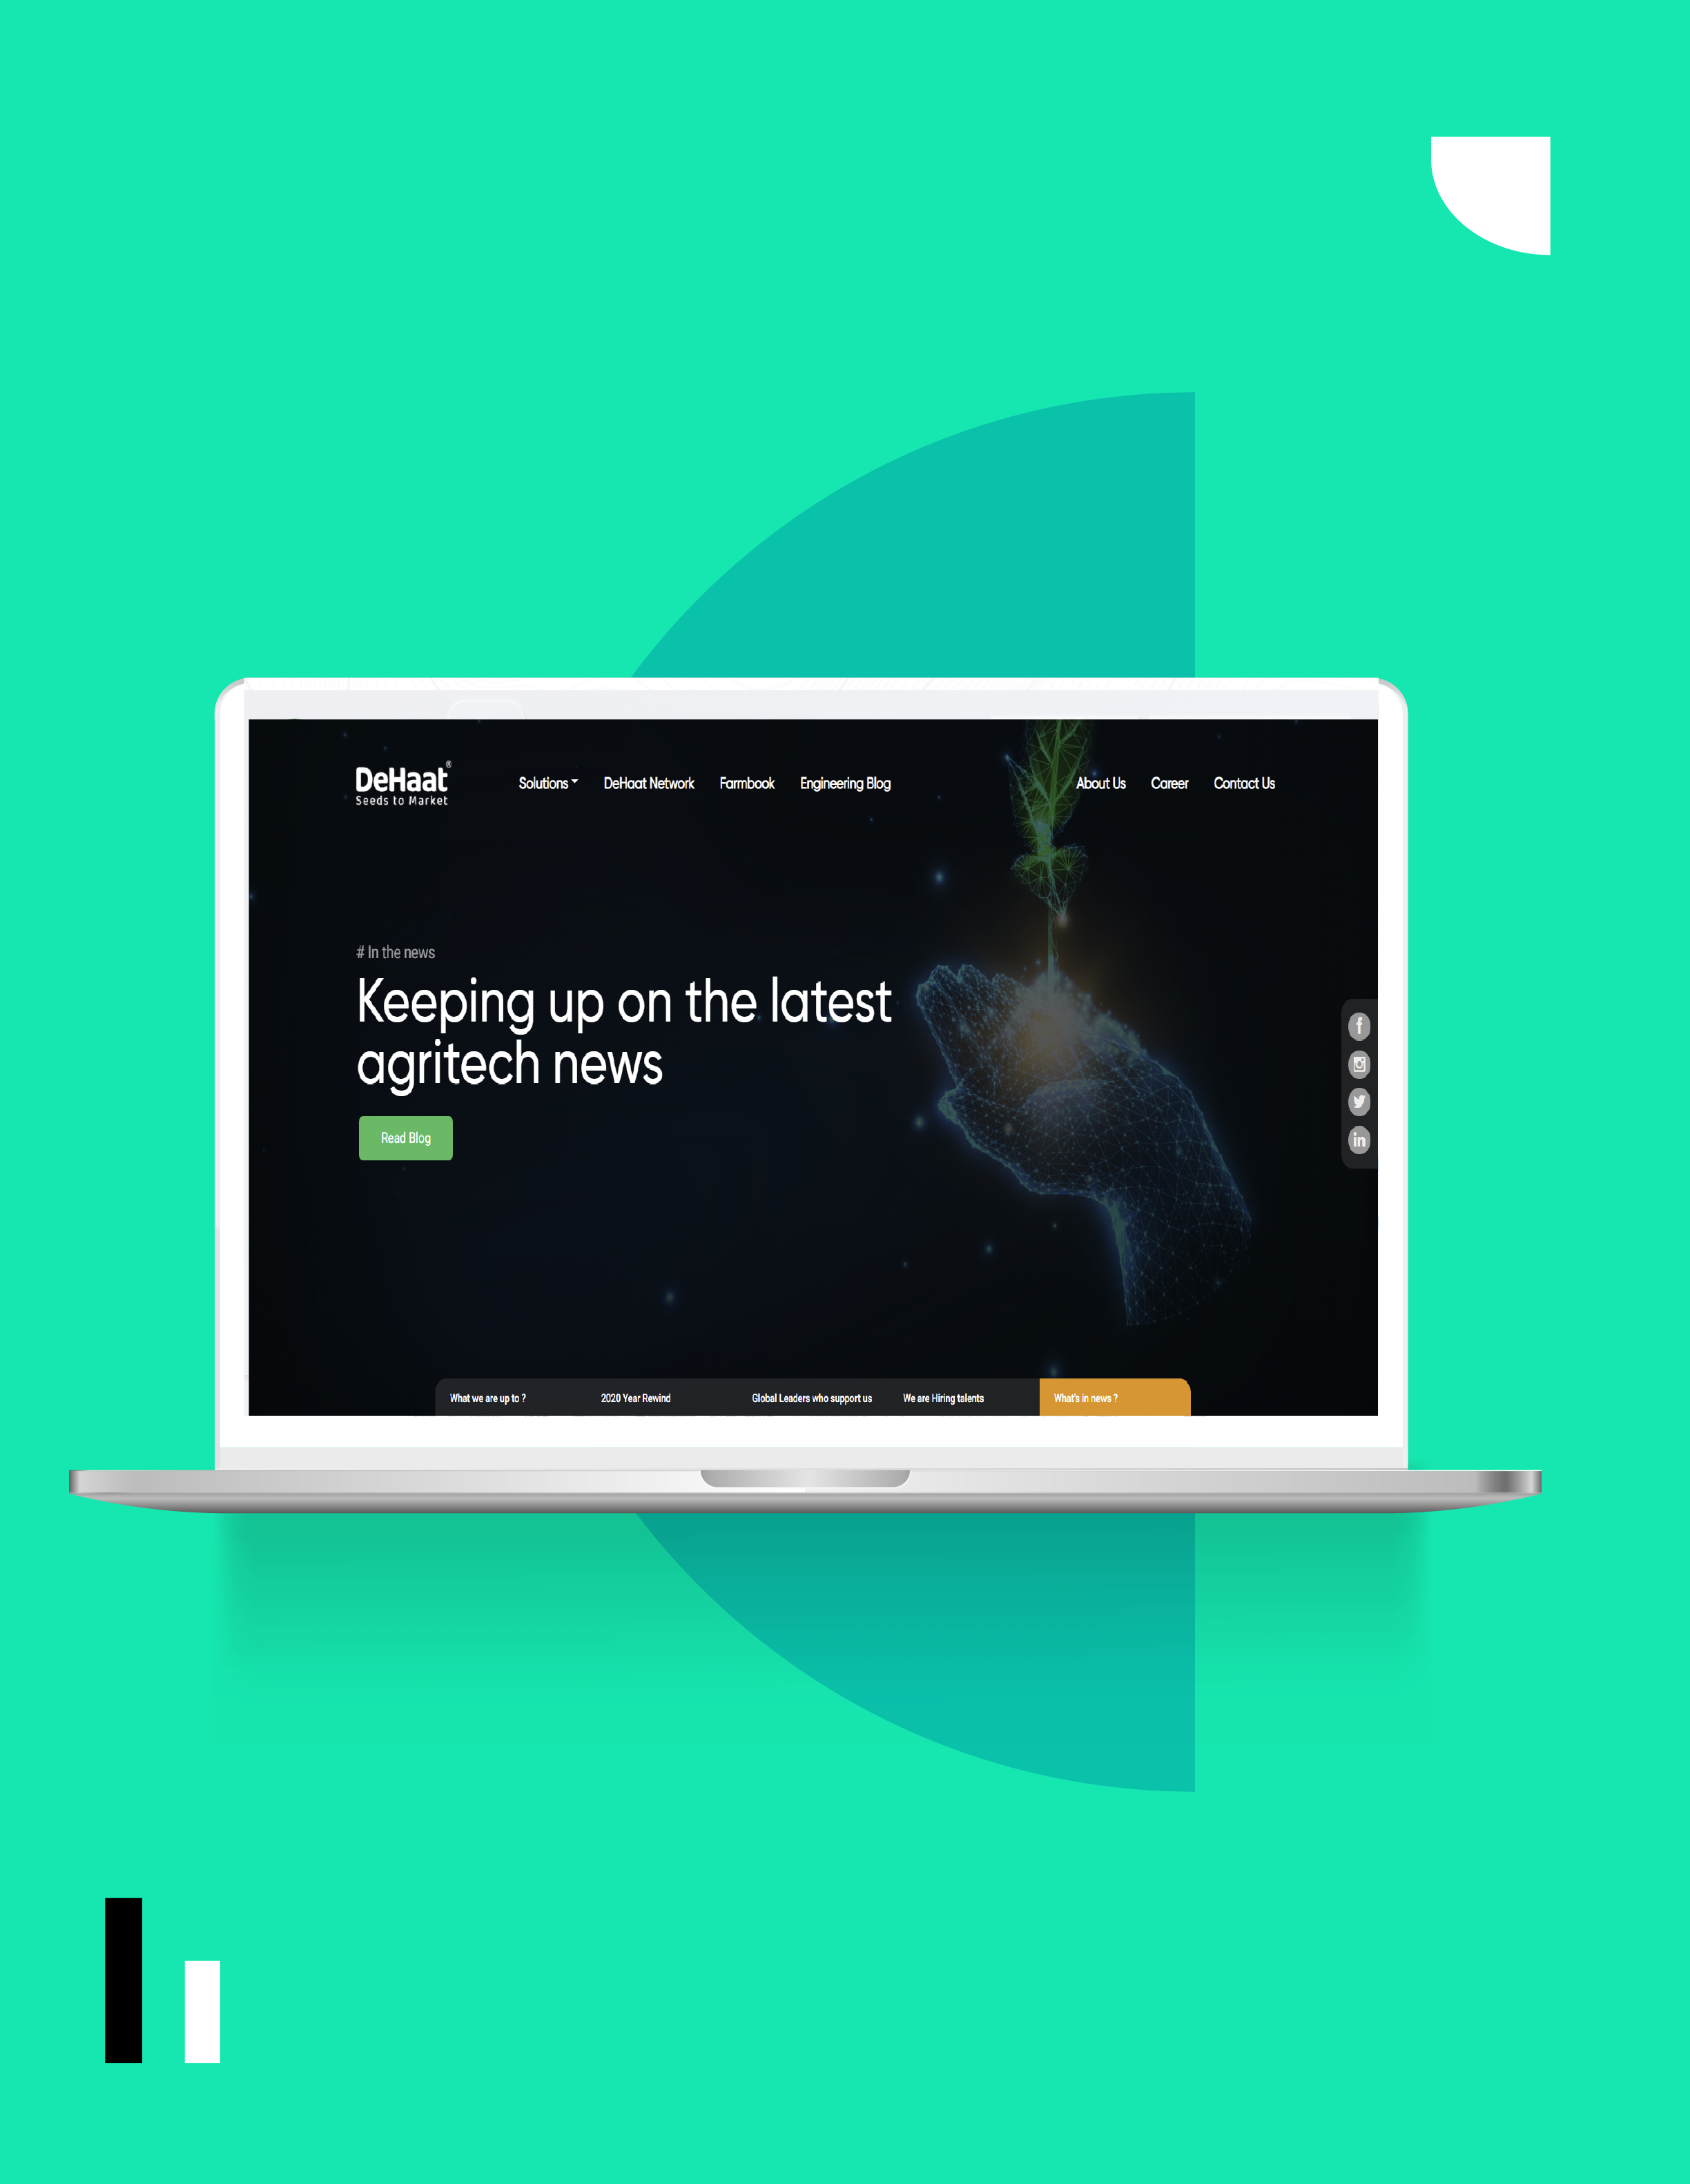 DeHaat®
Seeds to Market
Solutions
DeHaat Network
Farmbook
Engineering Blog
About Us
Career
Contact Us
# In the news
Keeping up on the latest
agritech news
Read Blog
What we are up to ?
2020 Year Rewind
Global Leaders who support us
We are Hiring talents
What's in news ?